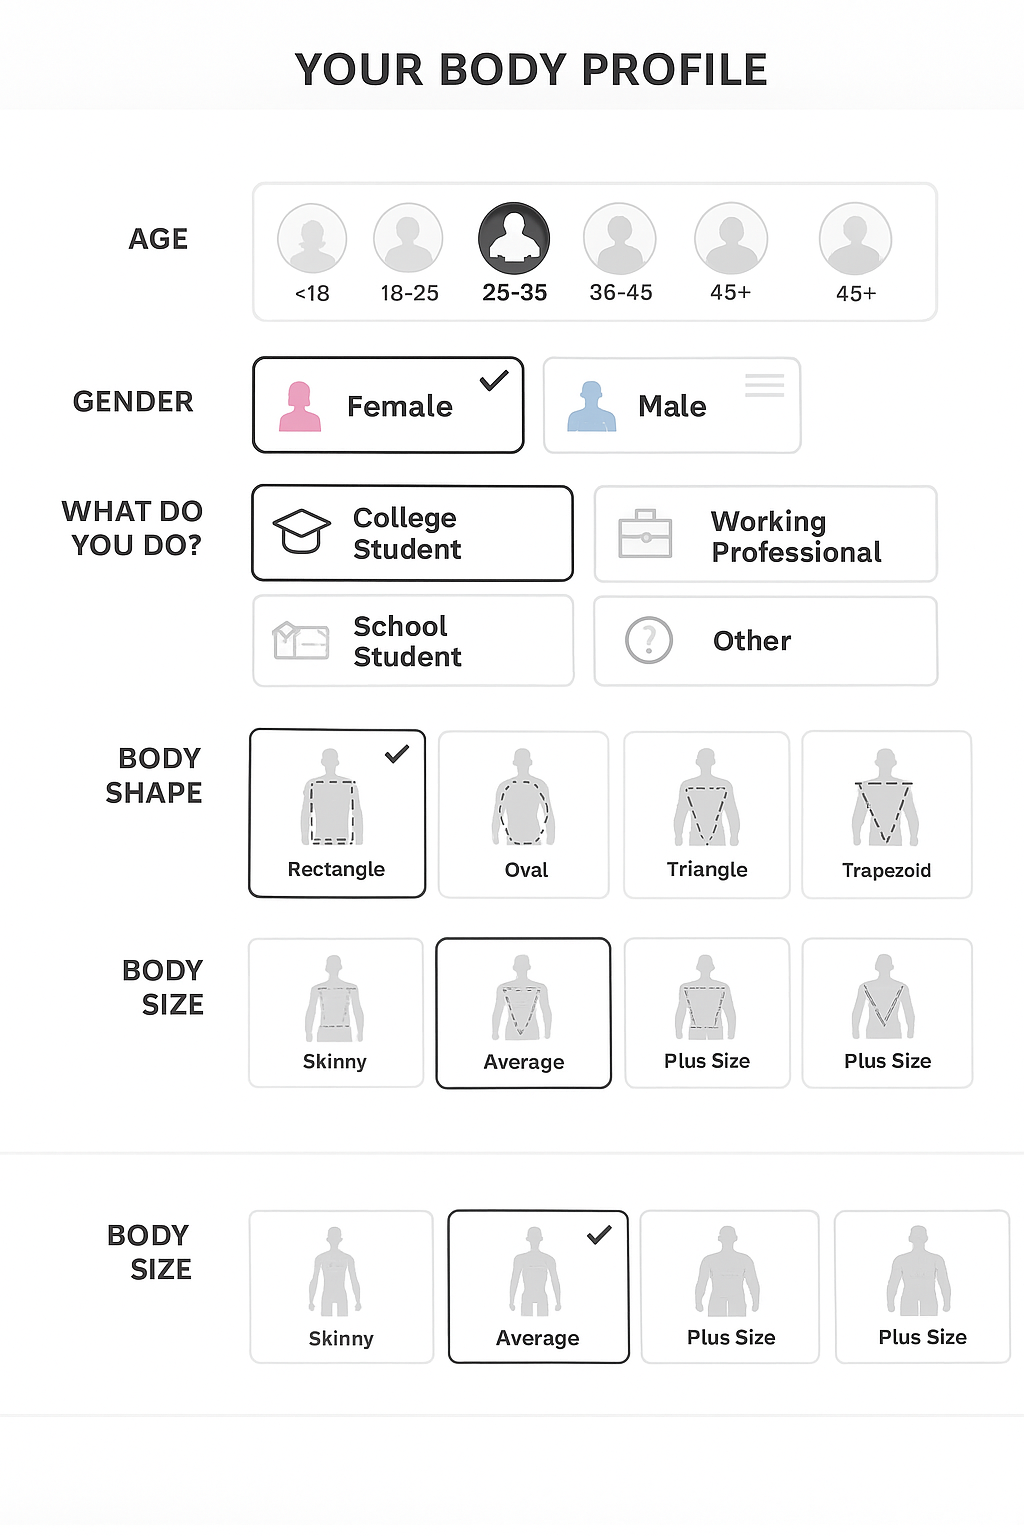 YOUR BODY PROFILE
AGE
<18
18-25
25-35
36-45
45+
45+
GENDER
Female
Male
WHAT DO
YOU DO?
College
Student
Working
Professional
School
Student
Other
?
BODY
SHAPE
Rectangle
Oval
Triangle
Trapezoid
BODY
SIZE
Skinny
Average
Plus Size
Plus Size
BODY
SIZE
Skinny
Average
Plus Size
Plus Size